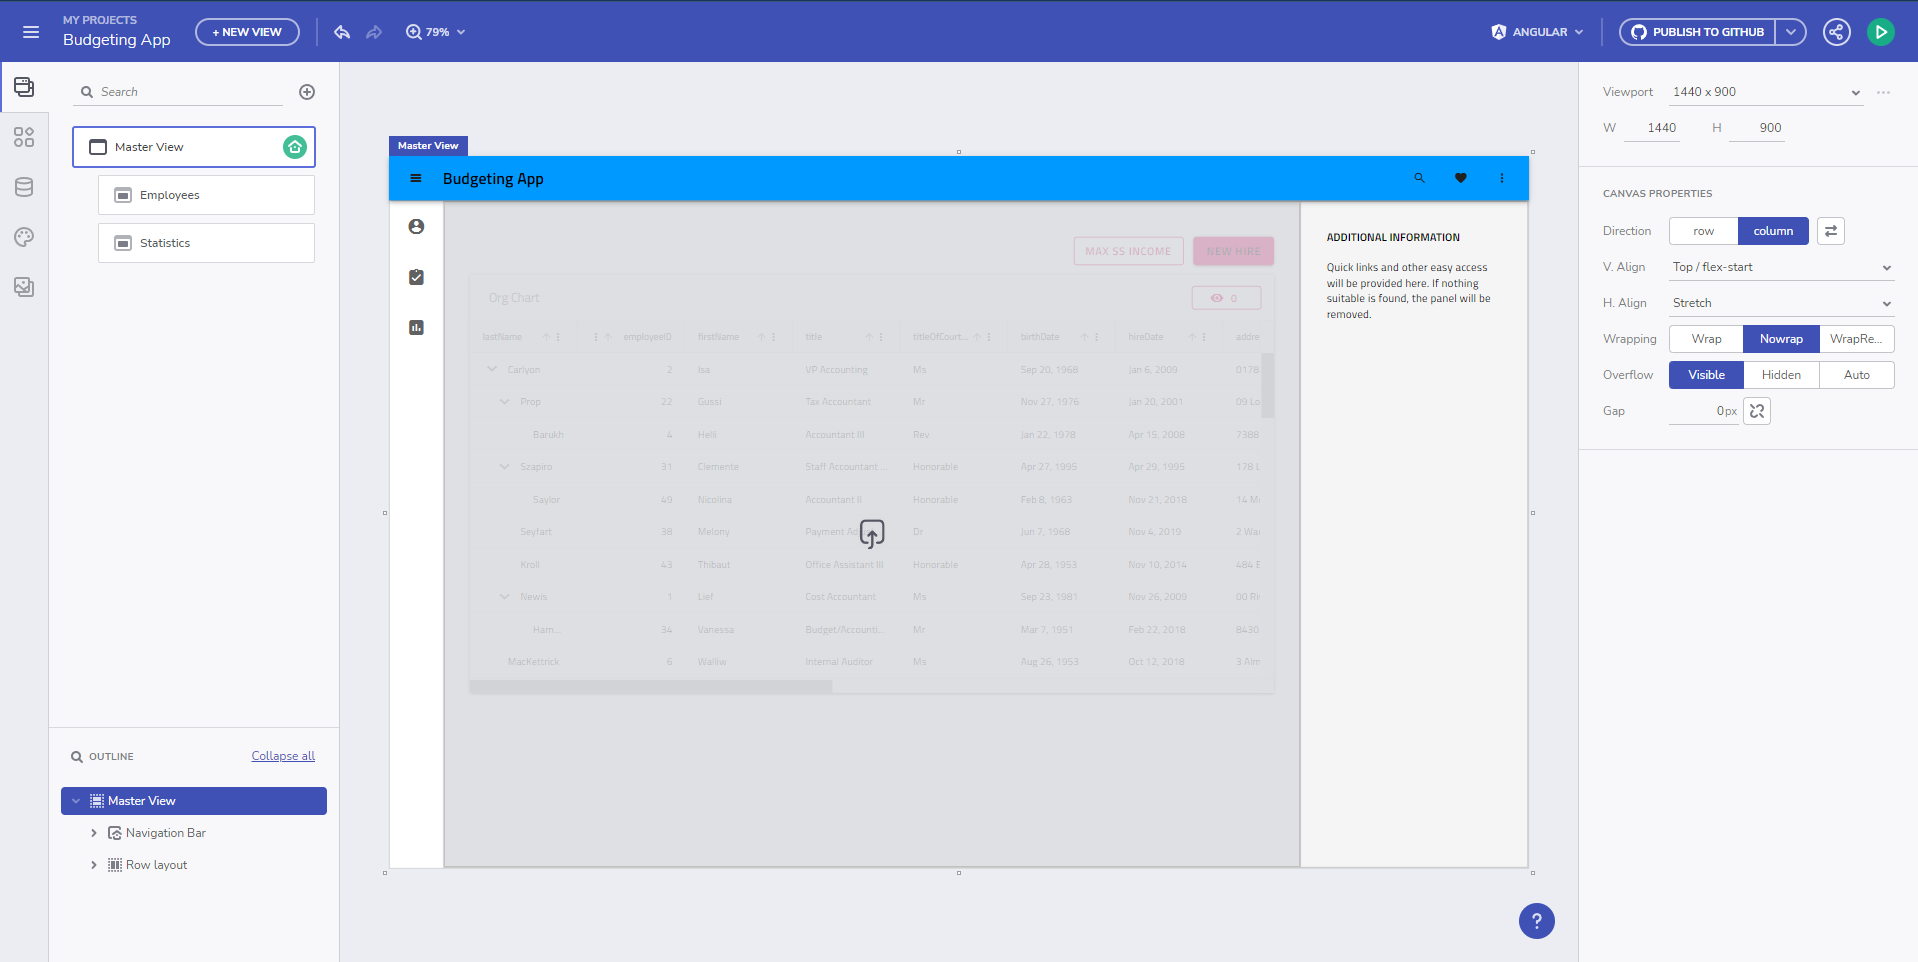 MY PROJECTS
Budgeting App
+ NEW VIEW
79%
ANGULAR
PUBLISH TO GITHUB
Search
Master View
Employees
Statistics
OUTLINE
Collapse all
Master View
Navigation Bar
Row layout
Master View
Budgeting App
MAX SS INCOME
NEW HIRE
Org Chart
0
lastName employeeID firstName title titleOfCourt... birthDate hireDate addre
Carlyon 2 Isa VP Accounting Ms Sep 20, 1968 Jan 6, 2009 0178
Prop 22 Gussi Tax Accountant Mr Nov 27, 1976 Jan 20, 2001 09 Lo
Barukh 4 Helli Accountant III Rev Jan 22, 1978 Apr 15, 2008 7388
Szapiro 31 Clemente Staff Accountant... Honorable Apr 27, 1995 Apr 29, 1995 178 L
Saylor 49 Nicolina Accountant II Honorable Feb 8, 1963 Nov 21, 2018 14 M
Seyfart 38 Melony Payment Dr Jun 7, 1968 Nov 4, 2019 2 Wa
Kroll 43 Thibaut Office Assistant III Honorable Apr 28, 1953 Nov 10, 2014 484 E
Newis 1 Lief Cost Accountant Ms Sep 23, 1981 Nov 26, 2009 00 Ri
Ham... 34 Vanessa Budget/Accounti... Mr Mar 7, 1951 Feb 22, 2018 8430
MacKettrick 6 Walliw Internal Auditor Ms Aug 26, 1953 Oct 12, 2018 3 Alm
ADDITIONAL INFORMATION
Quick links and other easy access
will be provided here. If nothing
suitable is found, the panel will be
removed.
Viewport 1440 x 900
W 1440 H 900
CANVAS PROPERTIES
Direction row column
V. Align Top / flex-start
H. Align Stretch
Wrapping Wrap Nowrap WrapRe...
Overflow Visible Hidden Auto
Gap 0px
?